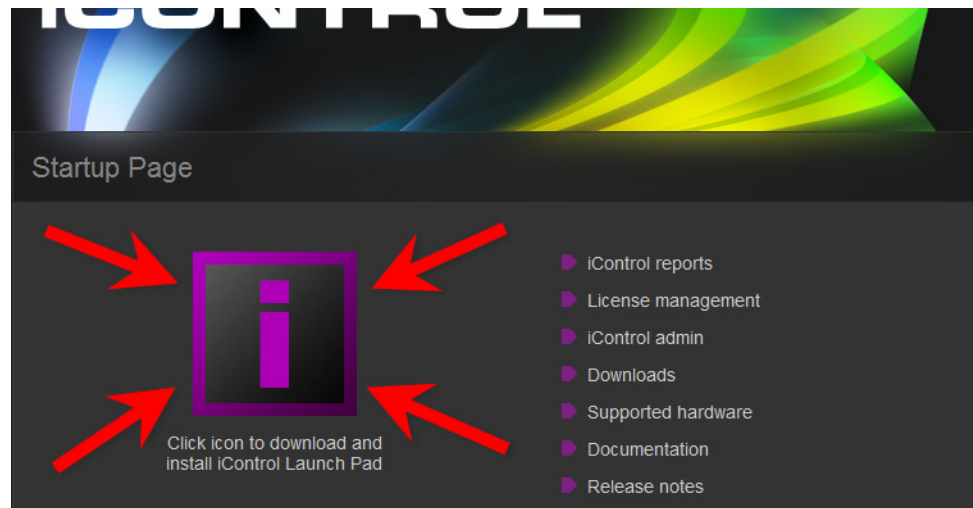 iCONTROL
Startup Page
Click icon to download and
install iControl Launch Pad
iControl reports
License management
iControl admin
Downloads
Supported hardware
Documentation
Release notes